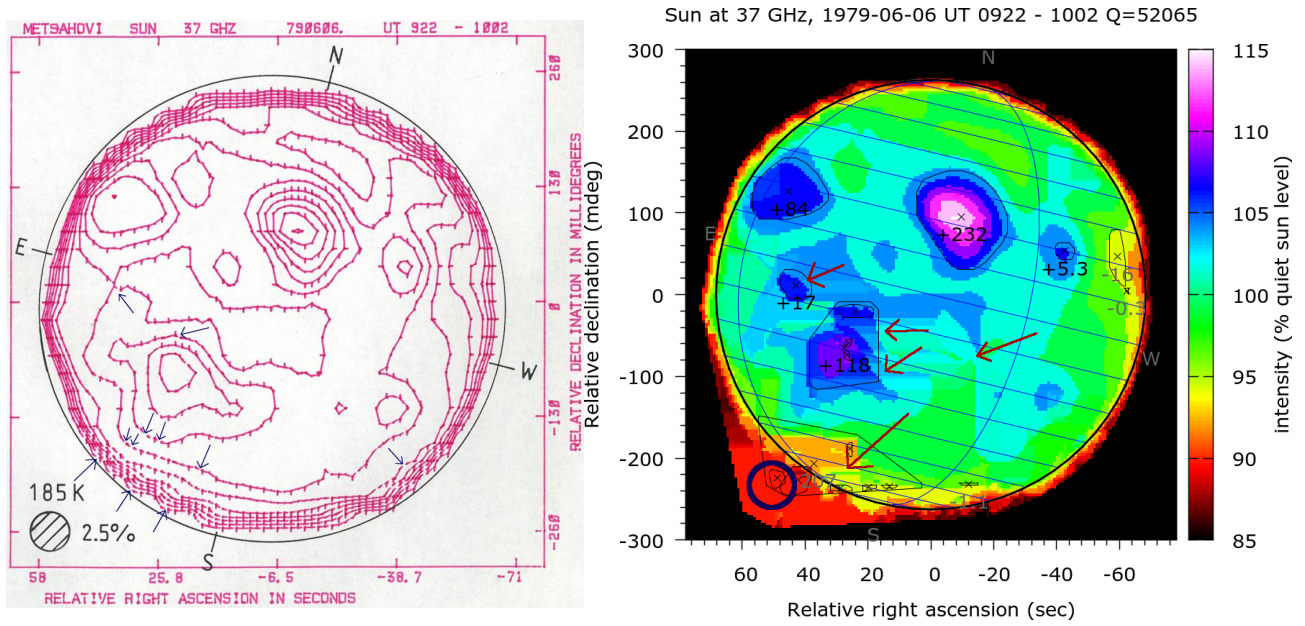 METSAHOVI SUN 37 GHZ 790606. UT 922 - 1002
N
E
W
S
260
130
0
-130
-260
RELATIVE DECLINATION IN MILLIDEGREES
185K
2.5%
58 25.8 -6.5 -38.7 -71
RELATIVE RIGHT ASCENSION IN SECONDS
Sun at 37 GHz, 1979-06-06 UT 0922 - 1002 Q=52065
Relative declination (mdeg)
300
200
100
0
-100
-200
-300
N
E
W
S
+84
+232
+5.3
+17
+118
-0.3
-1.1
60 40 20 0 -20 -40 -60
Relative right ascension (sec)
115
110
105
100
95
90
85
intensity (% quiet sun level)